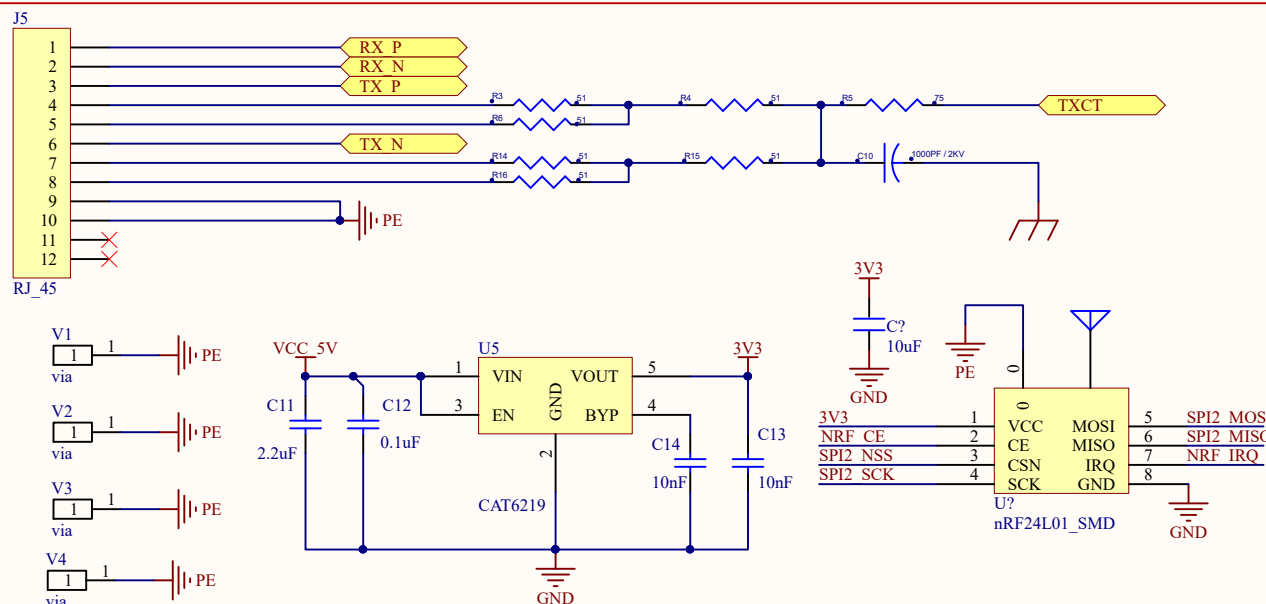 J5
1 RX_P
2 RX_N
3 TX_P
4 R3 51 R4 51 R5 75 TXCT
5 R6 51
6 TX_N
7 R14 51 R15 51 C10 1000PF / 2KV
8 R16 51
9
10 PE
11
12
RJ_45
3V3
C?
10uF
GND
PE
0
0
V1
1 1 PE
via
V2
1 1 PE
via
V3
1 1 PE
via
V4
1 1 PE
via
VCC_5V U5 3V3
1 VIN VOUT 5
3 EN GND BYP 4
2
C11
2.2uF
C12
0.1uF
C14
10nF
C13
10nF
CAT6219
GND
3V3 1 VCC MOSI 5 SPI2_MOS
NRF_CE 2 CE MISO 6 SPI2_MISO
SPI2_NSS 3 CSN IRQ 7 NRF_IRQ
SPI2_SCK 4 SCK GND 8
U?
nRF24L01_SMD
GND